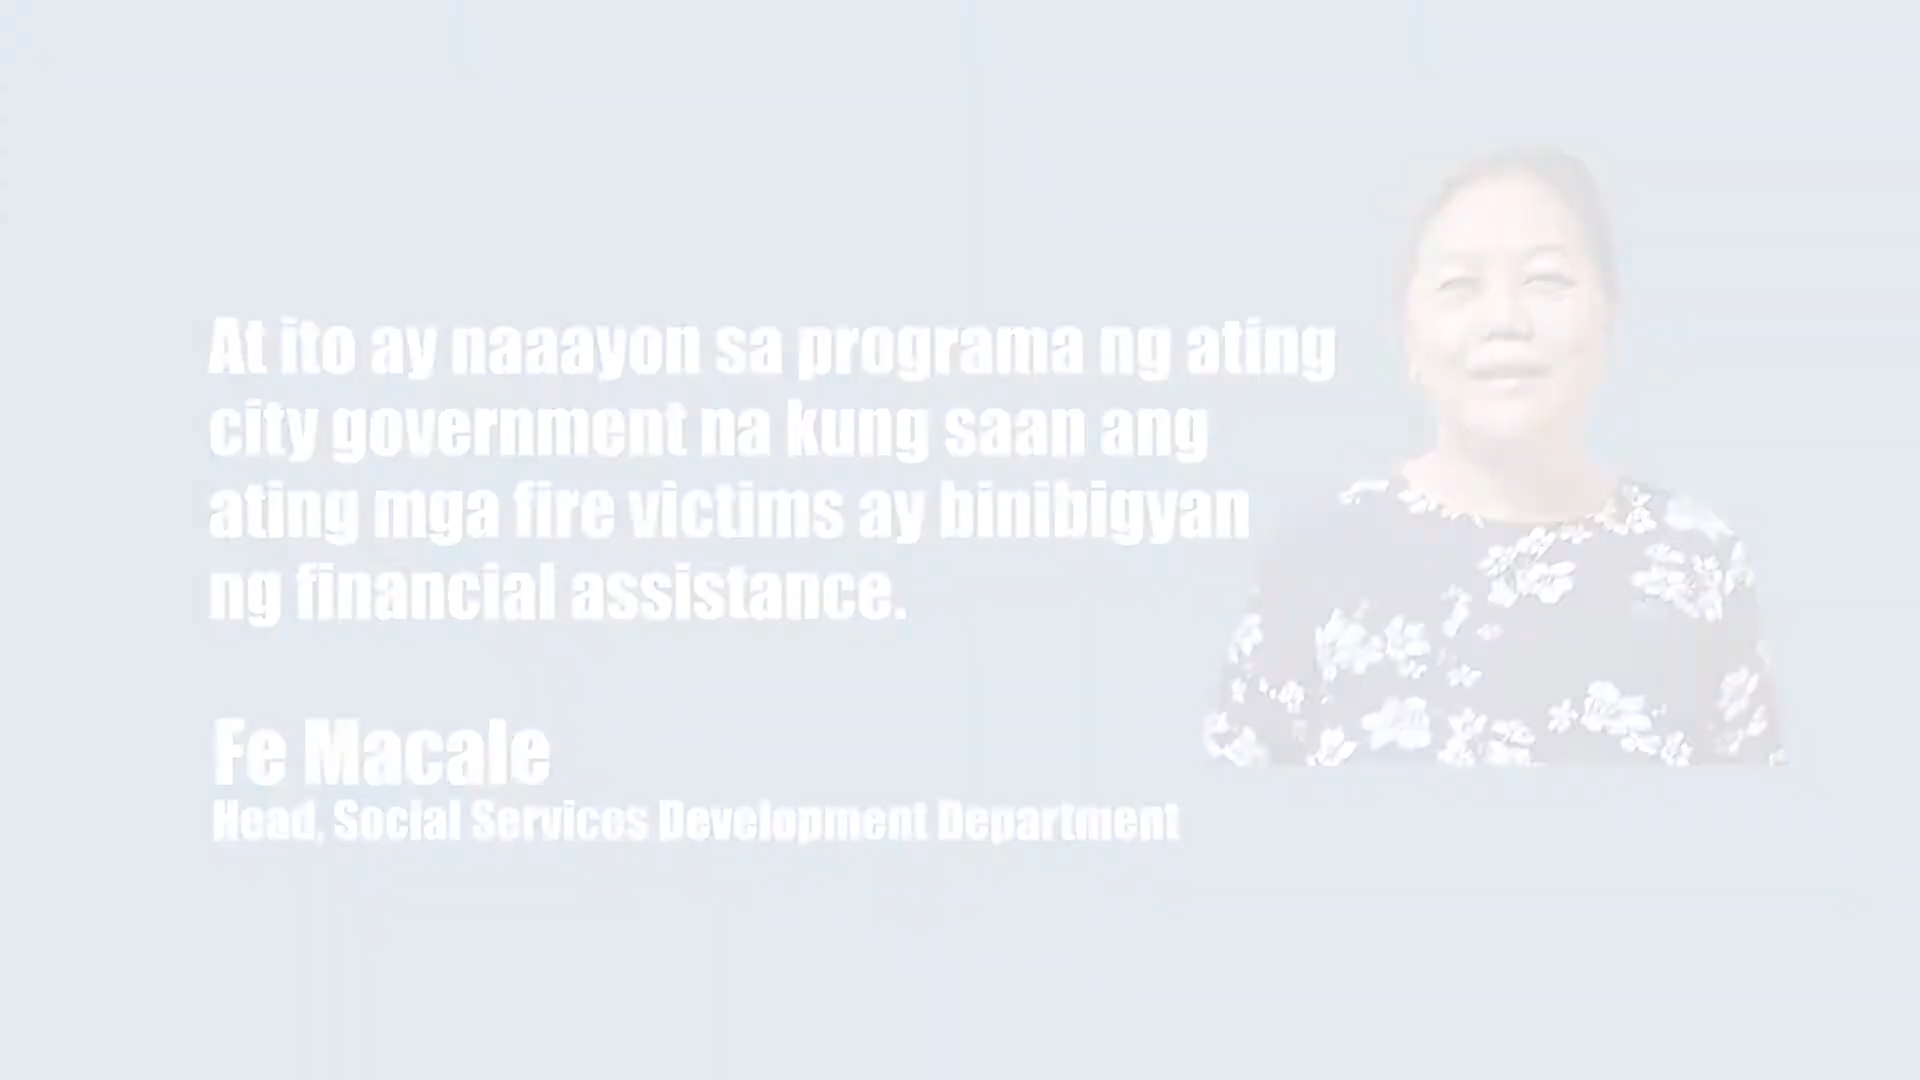 At ito ay naaayon sa programa ng ating
city government na kung saan ang
ating mga fire victims ay binibigyan
ng financial assistance.
Fe Macale
Head, Social Services Development Department